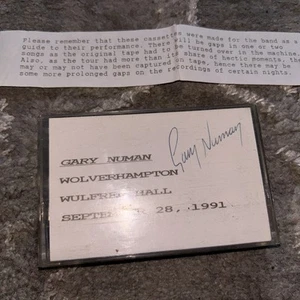 Please remember that these cassettes were made for the band as a
guide to their performance. There will be gaps in one or two
songs as the original tape had to be turned over in the machine.
Also, as the tour had more than its share of hectic moments, that
may or may not have been captured on tape, hence there may be
some more prolonged gaps on the recordings of certain nights.
GARY NUMAN
Gary Numan
WOLVERHAMPTON
WULFREN HALL
SEPTEMBER 28, 1991